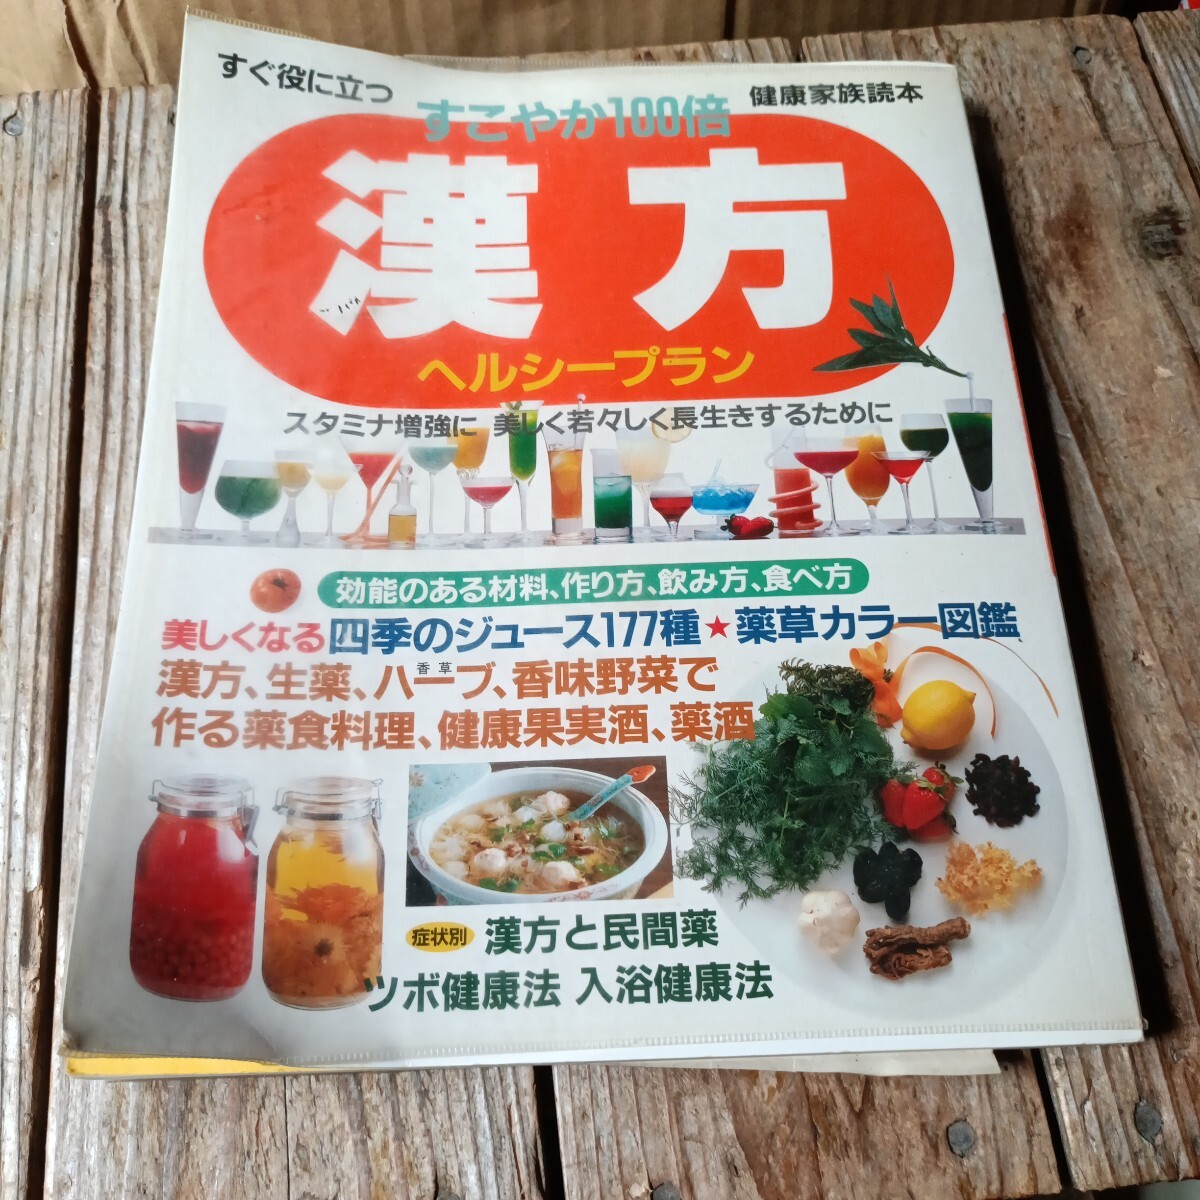 すぐ役に立つ
すこやか100倍
健康家族読本
漢方
ヘルシープラン
スタミナ増強に 美しく若々しく長生きするために
効能のある材料、作り方、飲み方、食べ方
美しくなる四季のジュース177種★薬草カラー図鑑
香草
漢方、生薬、ハーブ、香味野菜で
作る薬食料理、健康果実酒、薬酒
症状別 漢方と民間薬
ツボ健康法 入浴健康法